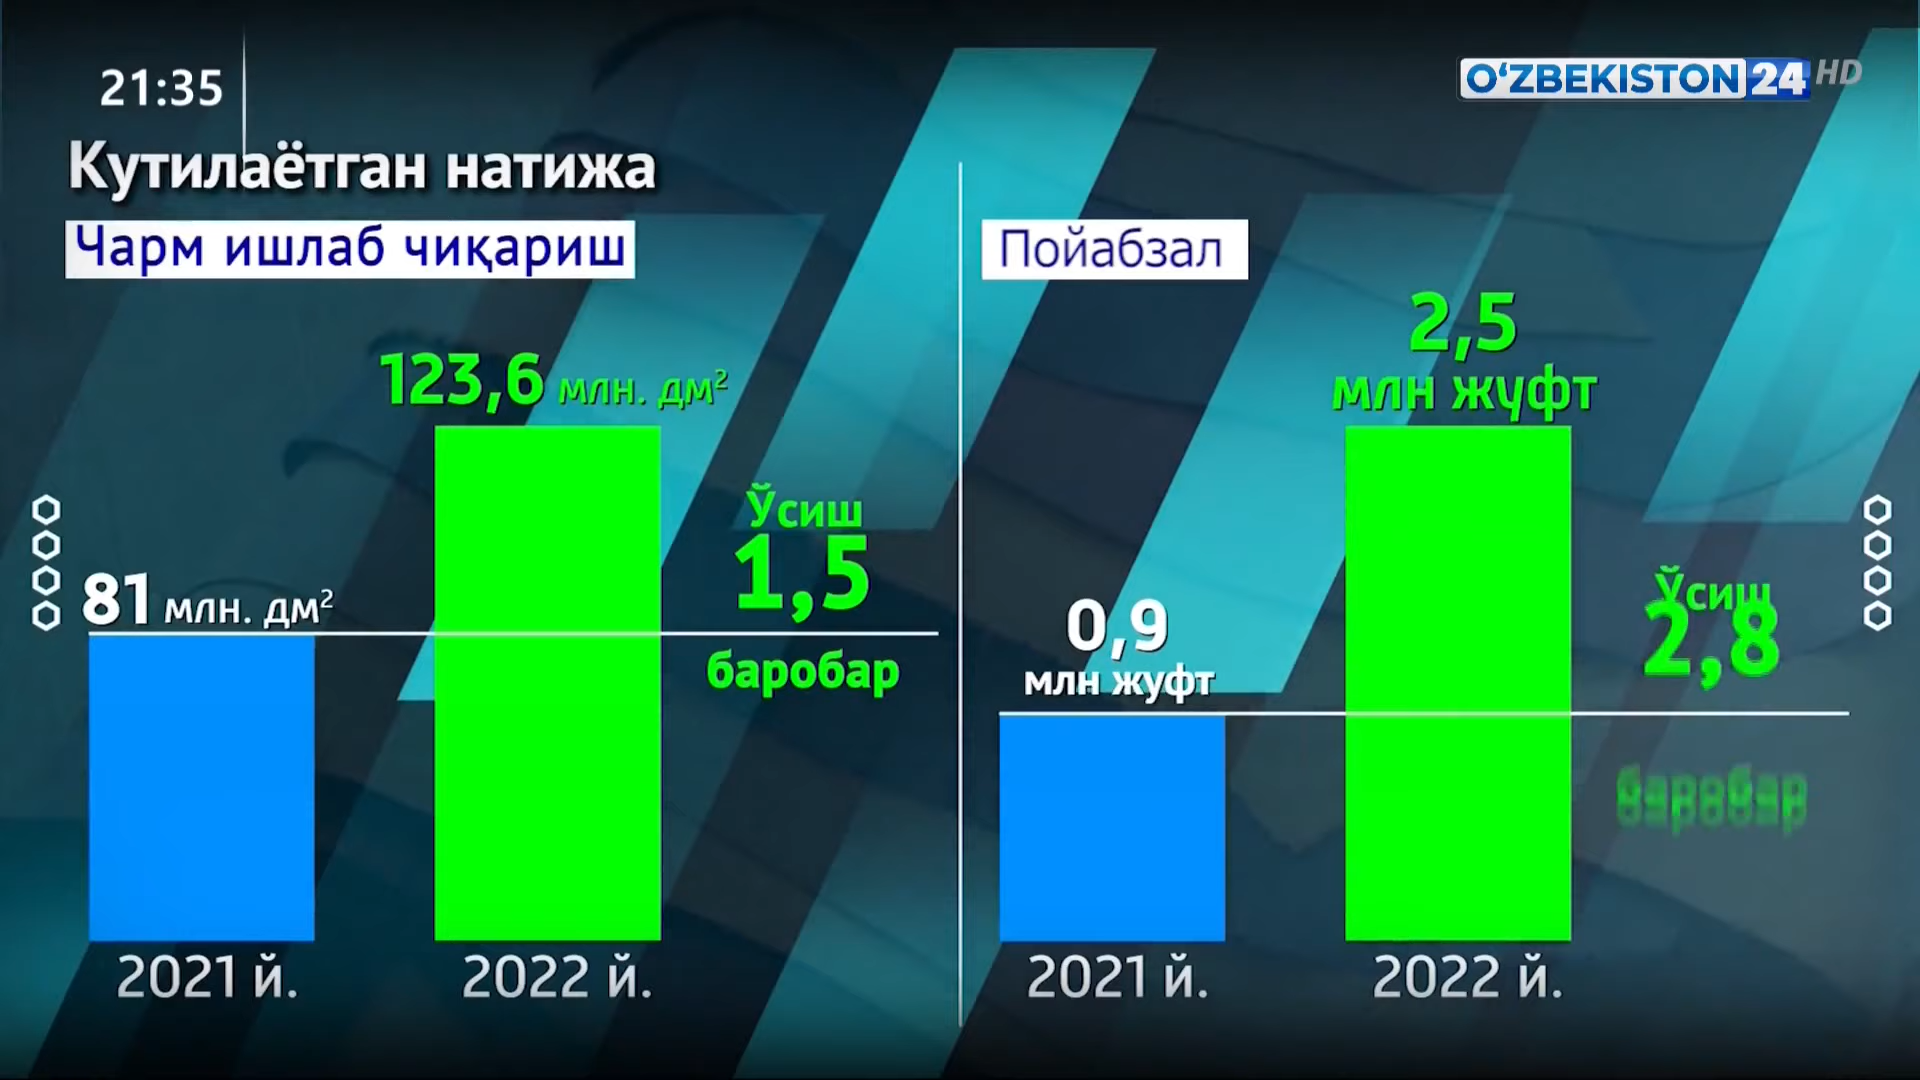 21:35
O‘ZBEKISTON 24 HD
Кутилаётган натижа
Чарм ишлаб чиқариш
123,6 млн. дм²
81 млн. дм²
Ўсиш
1,5
баробар
2021 й.
2022 й.
Пойабзал
2,5
млн жуфт
0,9
млн жуфт
Ўсиш
2,8
баробар
2021 й.
2022 й.